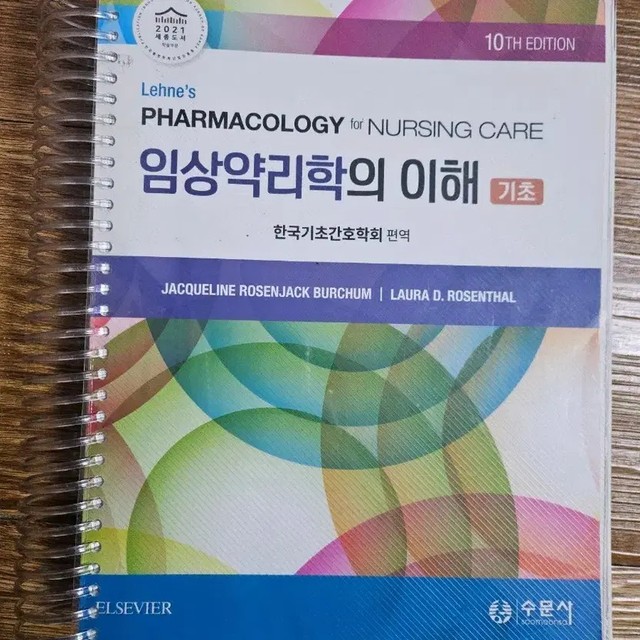 2021
세종도서
10TH EDITION
Lehne's
PHARMACOLOGY for NURSING CARE
임상약리학의 이해 기초
한국기초간호학회 편역
JACQUELINE ROSENJACK BURCHUM | LAURA D. ROSENTHAL
ELSEVIER
수문사
soomoonsa